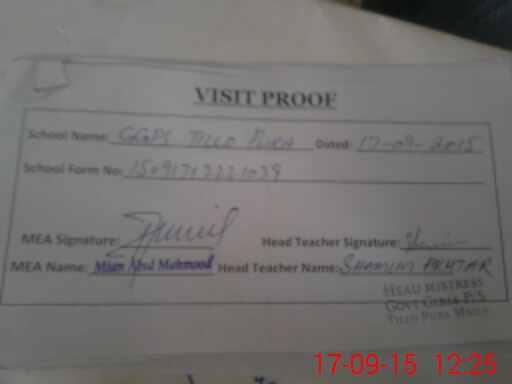 VISIT PROOF
School Name: GGPS TILLO PURA Dated: 17-09-2015
School Form No: 15091712221039
MEA Signature: Head Teacher Signature:
MEA Name: Mian Abid Mahmood Head Teacher Name: SHAMIM AKHTAR
HEAD MISTRESS
GOVT GIRLS P/S
TILLU PURA
17-09-15 12:25